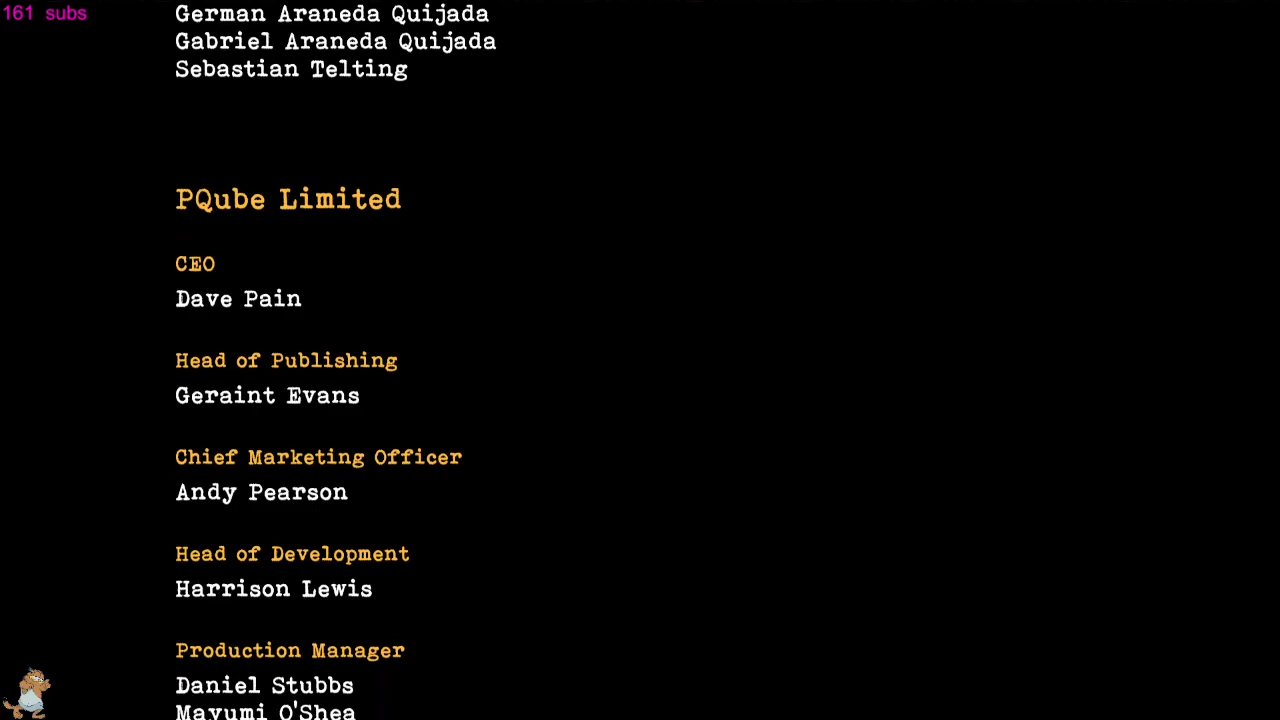 161 subs
German Araneda Quijada
Gabriel Araneda Quijada
Sebastian Telting
PQube Limited
CEO
Dave Pain
Head of Publishing
Geraint Evans
Chief Marketing Officer
Andy Pearson
Head of Development
Harrison Lewis
Production Manager
Daniel Stubbs
Mayumi O'Shea